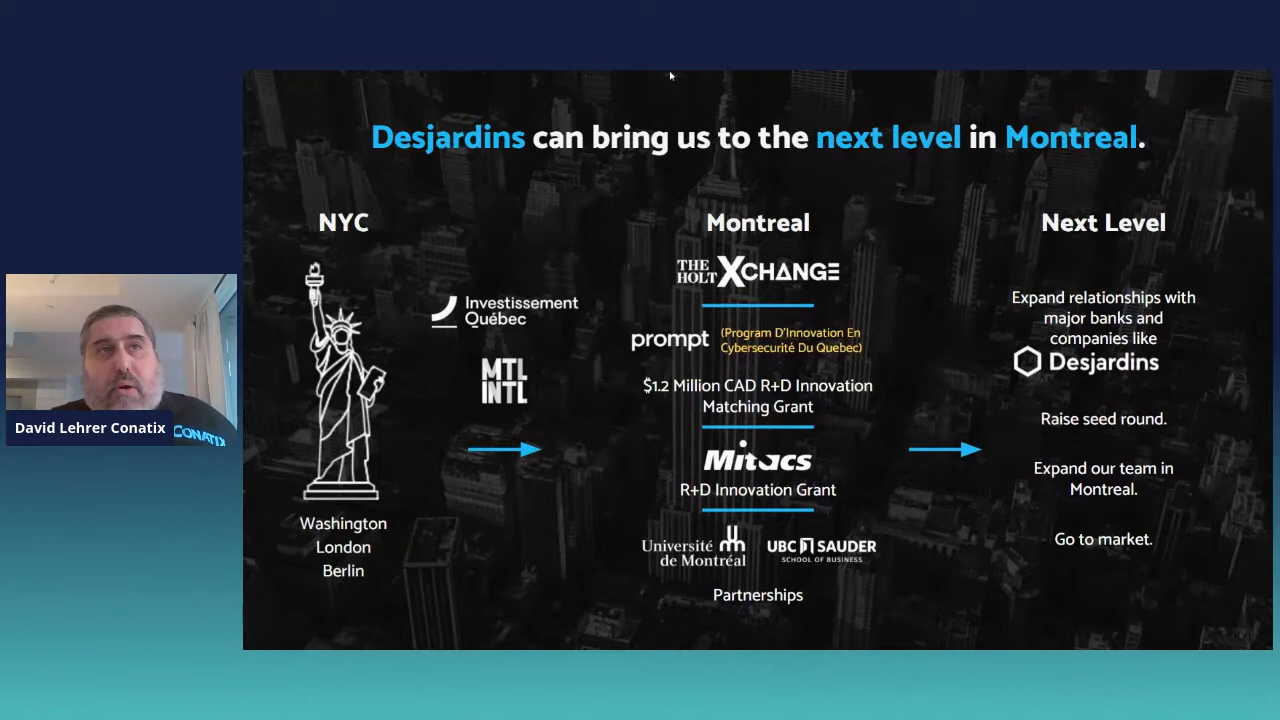 Desjardins can bring us to the next level in Montreal.
NYC
Washington
London
Berlin
Investissement
Québec
MTL
INTL
Montreal
THE
HOLT XCHANGE
prompt
(Program D'Innovation En
Cybersecurité Du Quebec)
$1.2 Million CAD R+D Innovation
Matching Grant
Mitacs
R+D Innovation Grant
Université
de Montréal
UBC SAUDER
SCHOOL OF BUSINESS
Partnerships
Next Level
Expand relationships with
major banks and
companies like
Desjardins
Raise seed round.
Expand our team in
Montreal.
Go to market.
David Lehrer Conatix
CONATIX